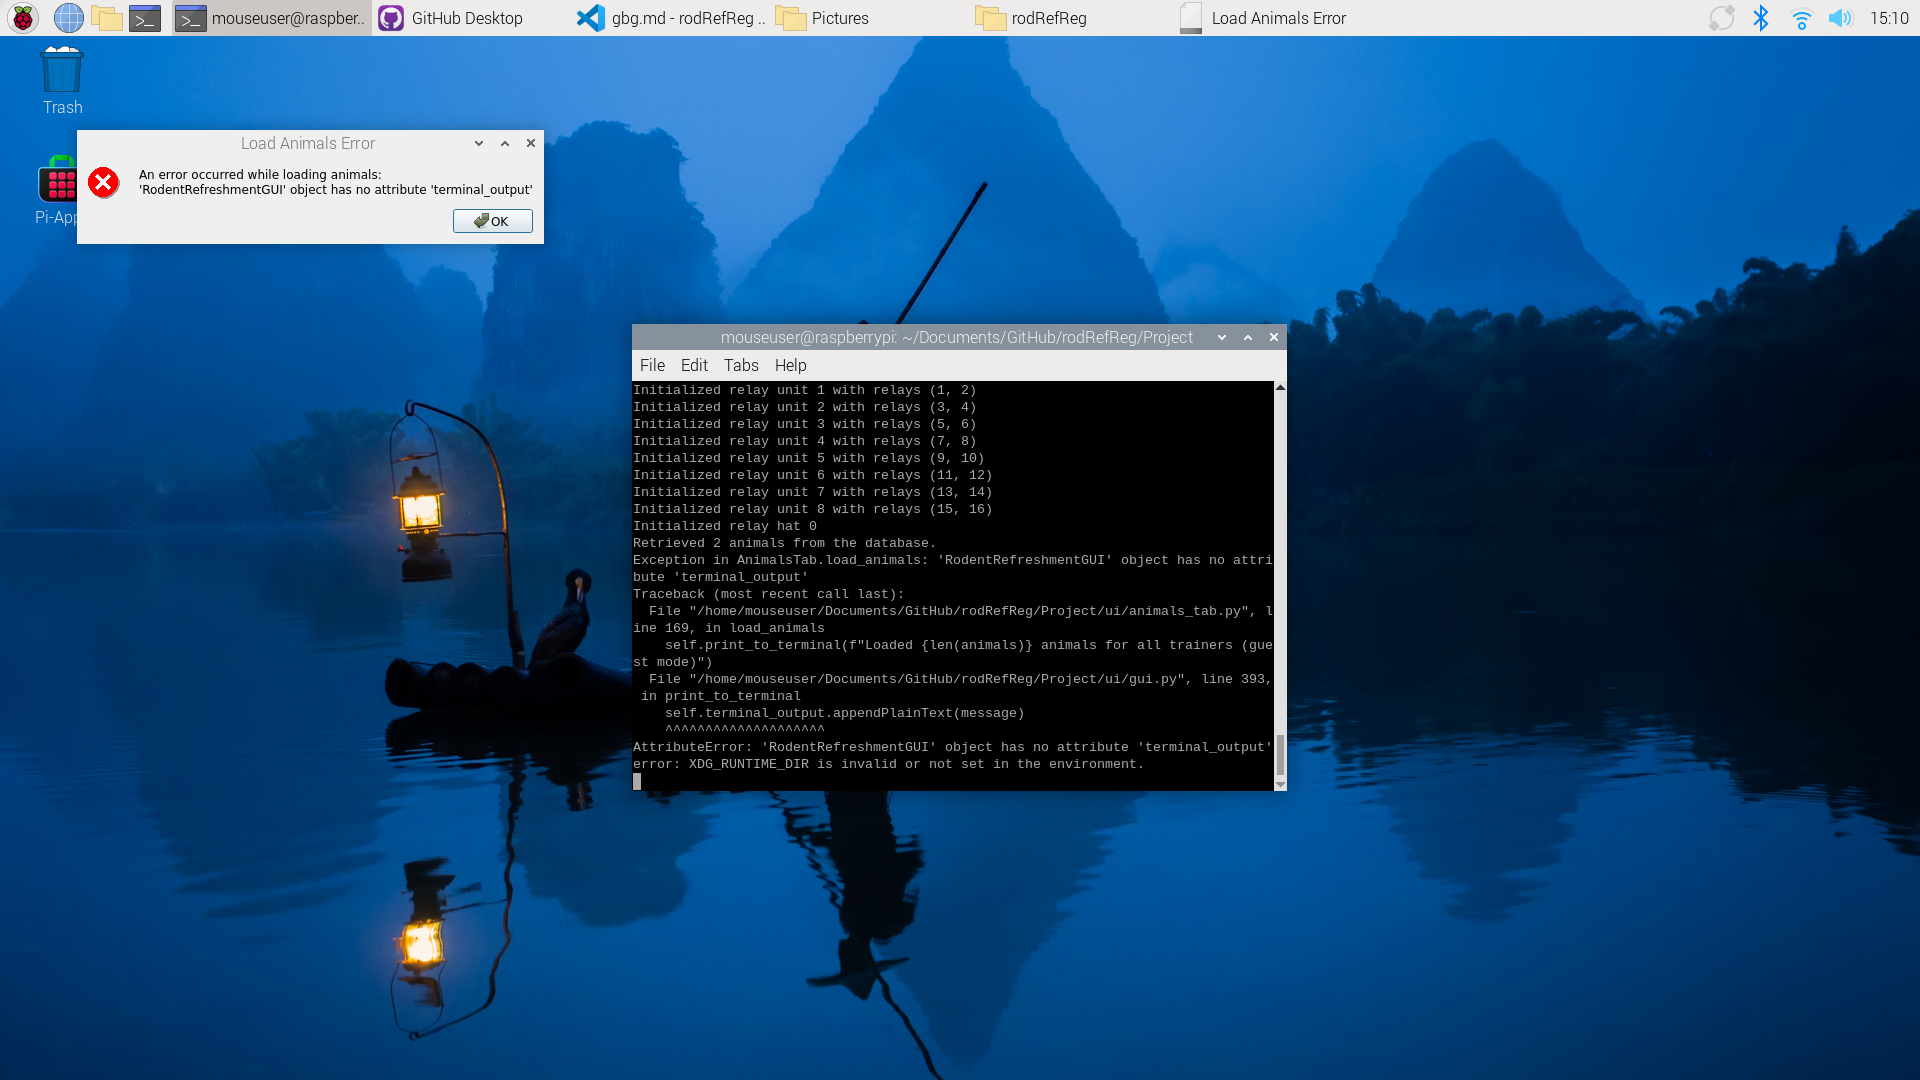 mouseuser@raspber.. GitHub Desktop gbg.md - rodRefReg .. Pictures rodRefReg Load Animals Error 15:10
Trash
Pi-App
Load Animals Error
An error occurred while loading animals:
'RodentRefreshmentGUI' object has no attribute 'terminal_output'
OK
mouseuser@raspberrypi: ~/Documents/GitHub/rodRefReg/Project
File Edit Tabs Help
Initialized relay unit 1 with relays (1, 2)
Initialized relay unit 2 with relays (3, 4)
Initialized relay unit 3 with relays (5, 6)
Initialized relay unit 4 with relays (7, 8)
Initialized relay unit 5 with relays (9, 10)
Initialized relay unit 6 with relays (11, 12)
Initialized relay unit 7 with relays (13, 14)
Initialized relay unit 8 with relays (15, 16)
Initialized relay hat 0
Retrieved 2 animals from the database.
Exception in AnimalsTab.load_animals: 'RodentRefreshmentGUI' object has no attri
bute 'terminal_output'
Traceback (most recent call last):
  File "/home/mouseuser/Documents/GitHub/rodRefReg/Project/ui/animals_tab.py", l
ine 169, in load_animals
    self.print_to_terminal(f"Loaded {len(animals)} animals for all trainers (gue
st mode)")
  File "/home/mouseuser/Documents/GitHub/rodRefReg/Project/ui/gui.py", line 393,
 in print_to_terminal
    self.terminal_output.appendPlainText(message)
    ^^^^^^^^^^^^^^^^^^^^
AttributeError: 'RodentRefreshmentGUI' object has no attribute 'terminal_output'
error: XDG_RUNTIME_DIR is invalid or not set in the environment.